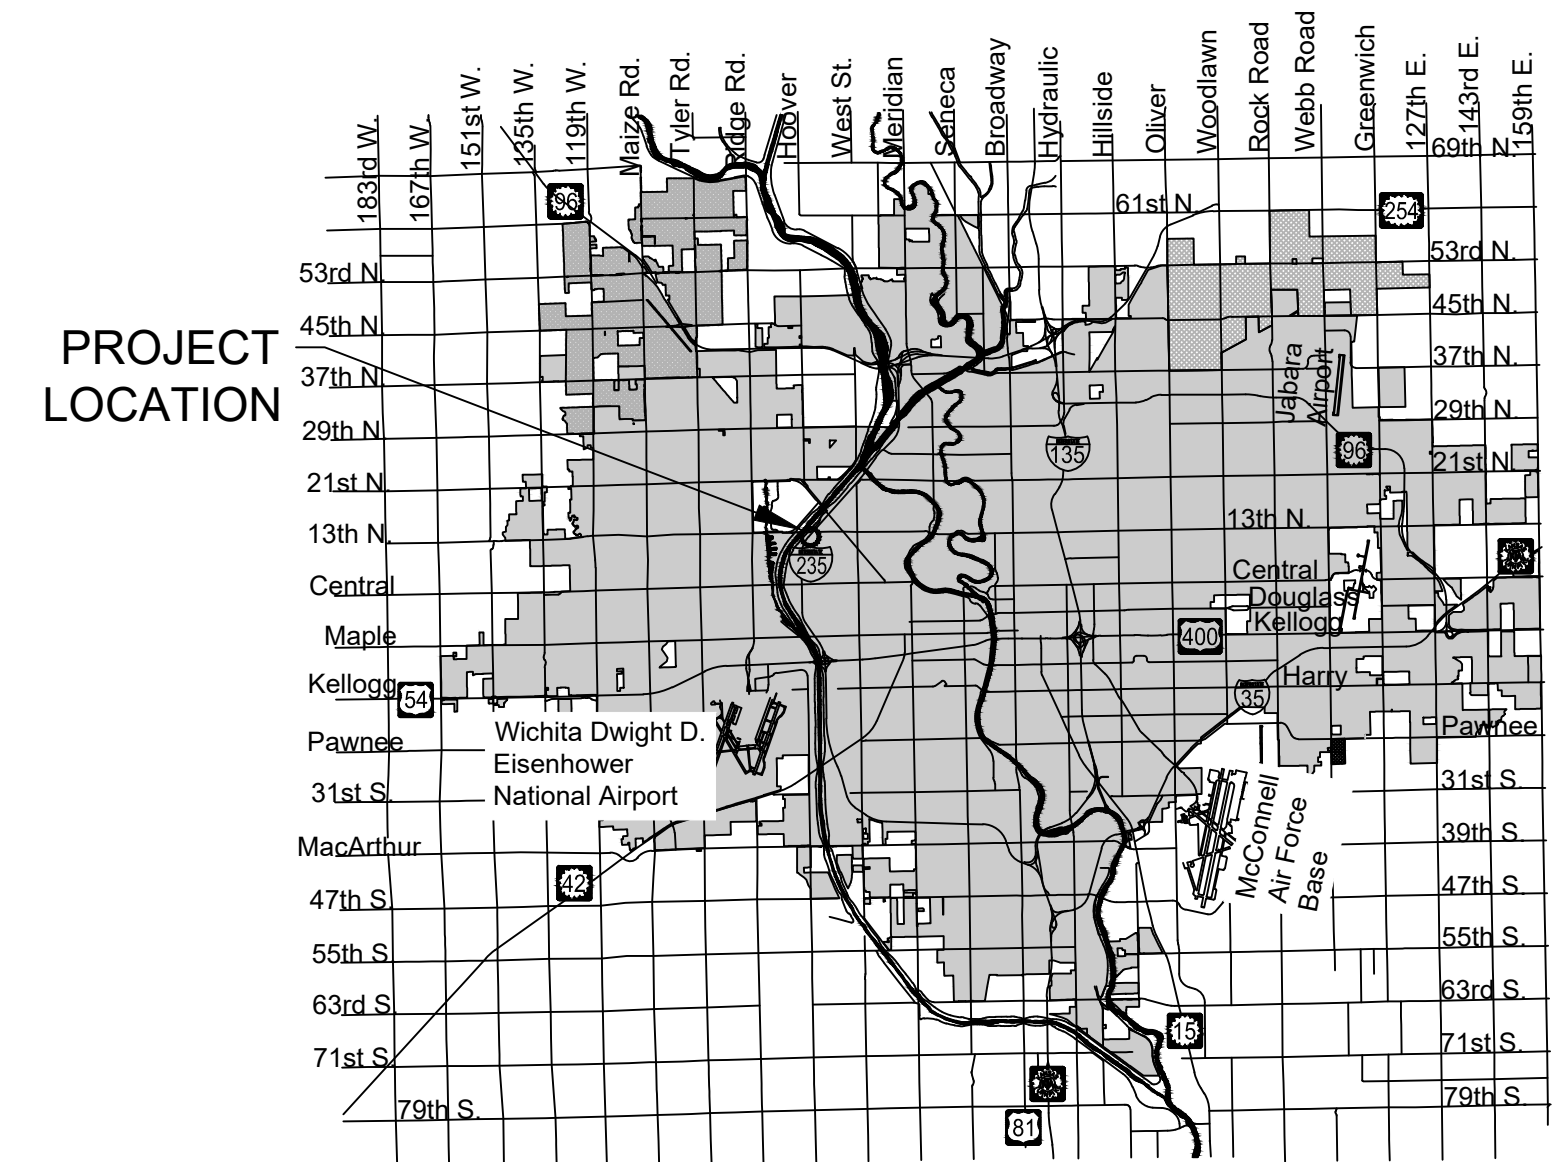 183rd W.
167th W.
151st W.
135th W.
119th W.
Maize Rd.
Tyler Rd.
Ridge Rd.
Hoover
West St.
Meridian
Seneca
Broadway
Hydraulic
Hillside
Oliver
Woodlawn
Rock Road
Webb Road
Greenwich
127th E.
143rd E.
159th E.
69th N.
96
61st N.
254
53rd N.
53rd N.
45th N.
45th N.
PROJECT
LOCATION
37th N.
37th N.
Jabara
Airport
29th N.
29th N.
135
96
21st N.
21st N.
13th N.
13th N.
235
Central
Central
Douglass
Maple
Kellogg
400
Kellogg
54
Harry
35
Pawnee
Pawnee
Wichita Dwight D.
Eisenhower
National Airport
31st S.
31st S.
McConnell
Air Force
Base
MacArthur
39th S.
42
47th S.
47th S.
55th S.
55th S.
63rd S.
63rd S.
15
71st S.
71st S.
79th S.
79th S.
81